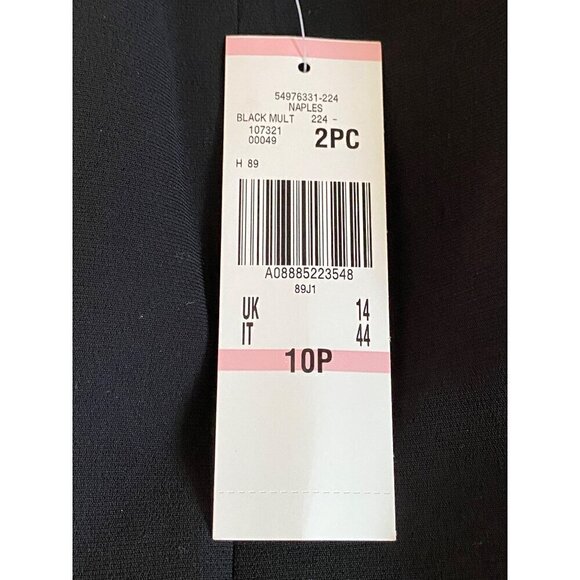 54976331-224
NAPLES
BLACK MULT 224 -
107321 2PC
00049
H 89
A08885223548
89J1
UK 14
IT 44
10P